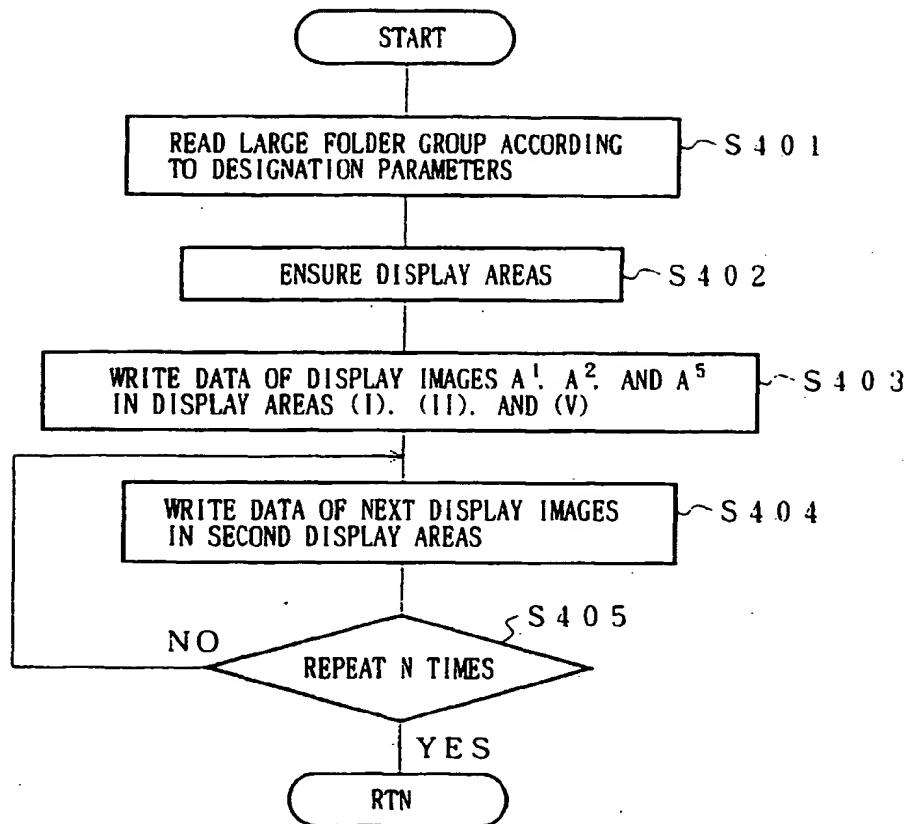 START
READ LARGE FOLDER GROUP ACCORDING
TO DESIGNATION PARAMETERS
S401
ENSURE DISPLAY AREAS
S402
WRITE DATA OF DISPLAY IMAGES A¹. A². AND A⁵
IN DISPLAY AREAS (I). (II). AND (V)
S403
WRITE DATA OF NEXT DISPLAY IMAGES
IN SECOND DISPLAY AREAS
S404
S405
NO
REPEAT N TIMES
YES
RTN